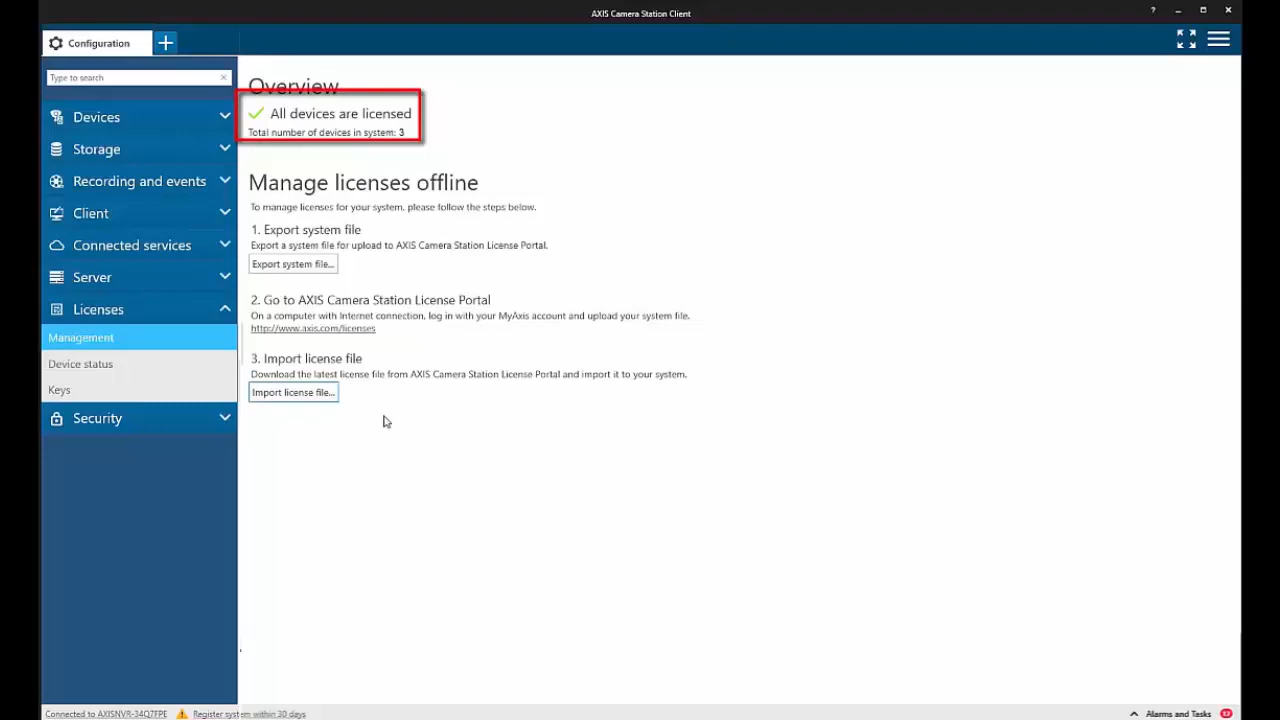 AXIS Camera Station Client
?
Configuration
Type to search
Devices
Storage
Recording and events
Client
Connected services
Server
Licenses
Management
Device status
Keys
Security
Overview
All devices are licensed
Total number of devices in system: 3
Manage licenses offline
To manage licenses for your system, please follow the steps below.
1. Export system file
Export a system file for upload to AXIS Camera Station License Portal.
Export system file...
2. Go to AXIS Camera Station License Portal
On a computer with Internet connection, log in with your MyAxis account and upload your system file.
http://www.axis.com/licenses
3. Import license file
Download the latest license file from AXIS Camera Station License Portal and import it to your system.
Import license file...
Connected to AXISNVR-34Q7FPE
Register system within 30 days
Alarms and Tasks